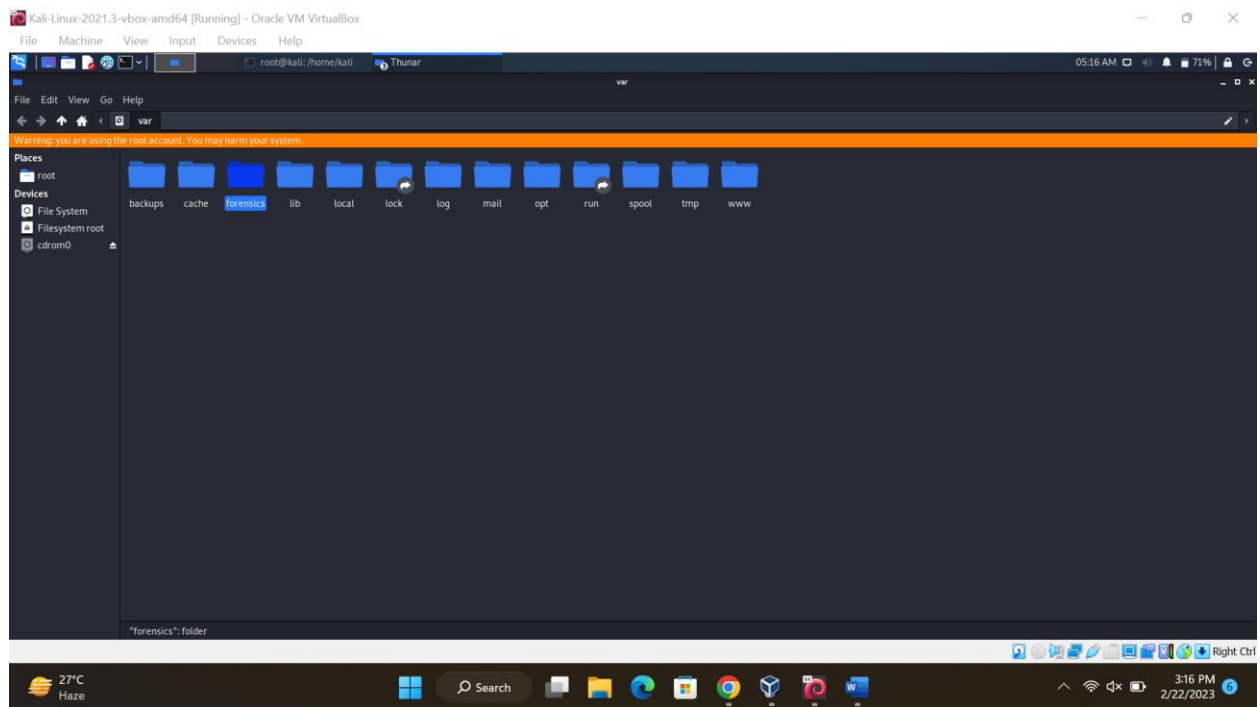 Kali-Linux-2021.3-vbox-amd64 [Running] - Oracle VM VirtualBox
File Machine View Input Devices Help
root@kali: /home/kali Thunar 05:16 AM 71%
var
File Edit View Go Help
var
Warning: you are using the root account. You may harm your system.
Places
root
Devices
File System
Filesystem root
cdrom0
backups cache forensics lib local lock log mail opt run spool tmp www
"forensics": folder
Right Ctrl
27°C
Haze
Search
3:16 PM
2/22/2023
6